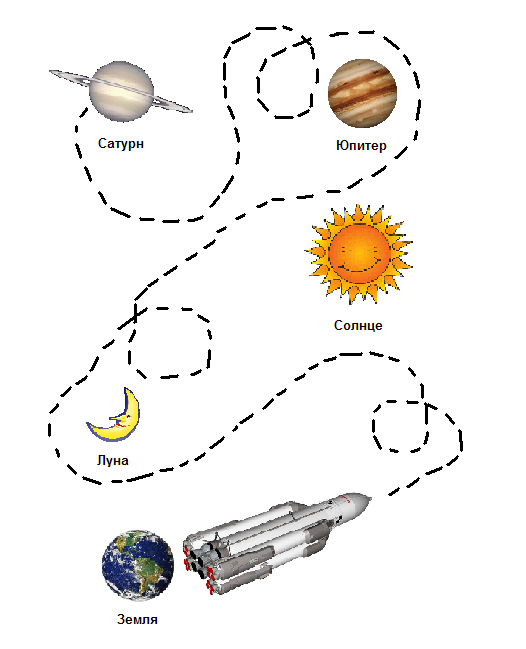 Сатурн
Юпитер
Солнце
Луна
Земля